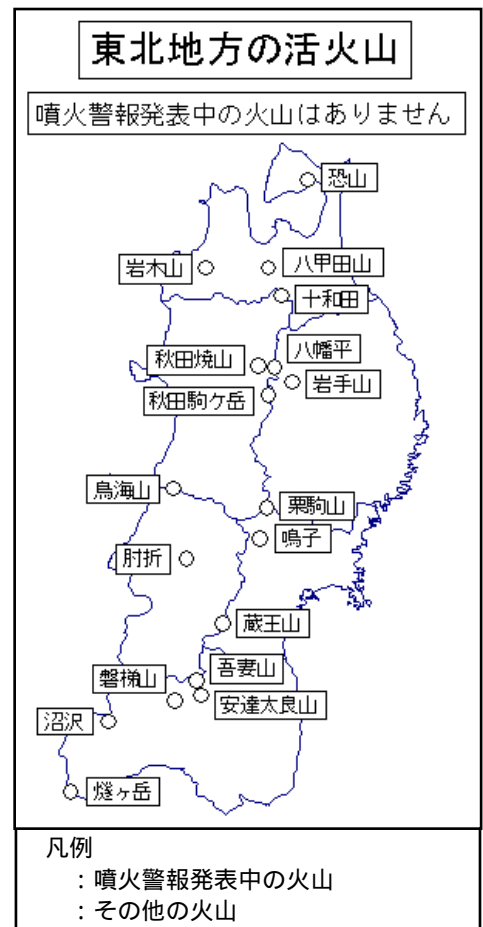 東北地方の活火山
噴火警報発表中の火山はありません
恐山
岩木山
八甲田山
十和田
八幡平
秋田焼山
岩手山
秋田駒ケ岳
鳥海山
栗駒山
鳴子
肘折
蔵王山
吾妻山
磐梯山
安達太良山
沼沢
燧ヶ岳
凡例
：噴火警報発表中の火山
：その他の火山